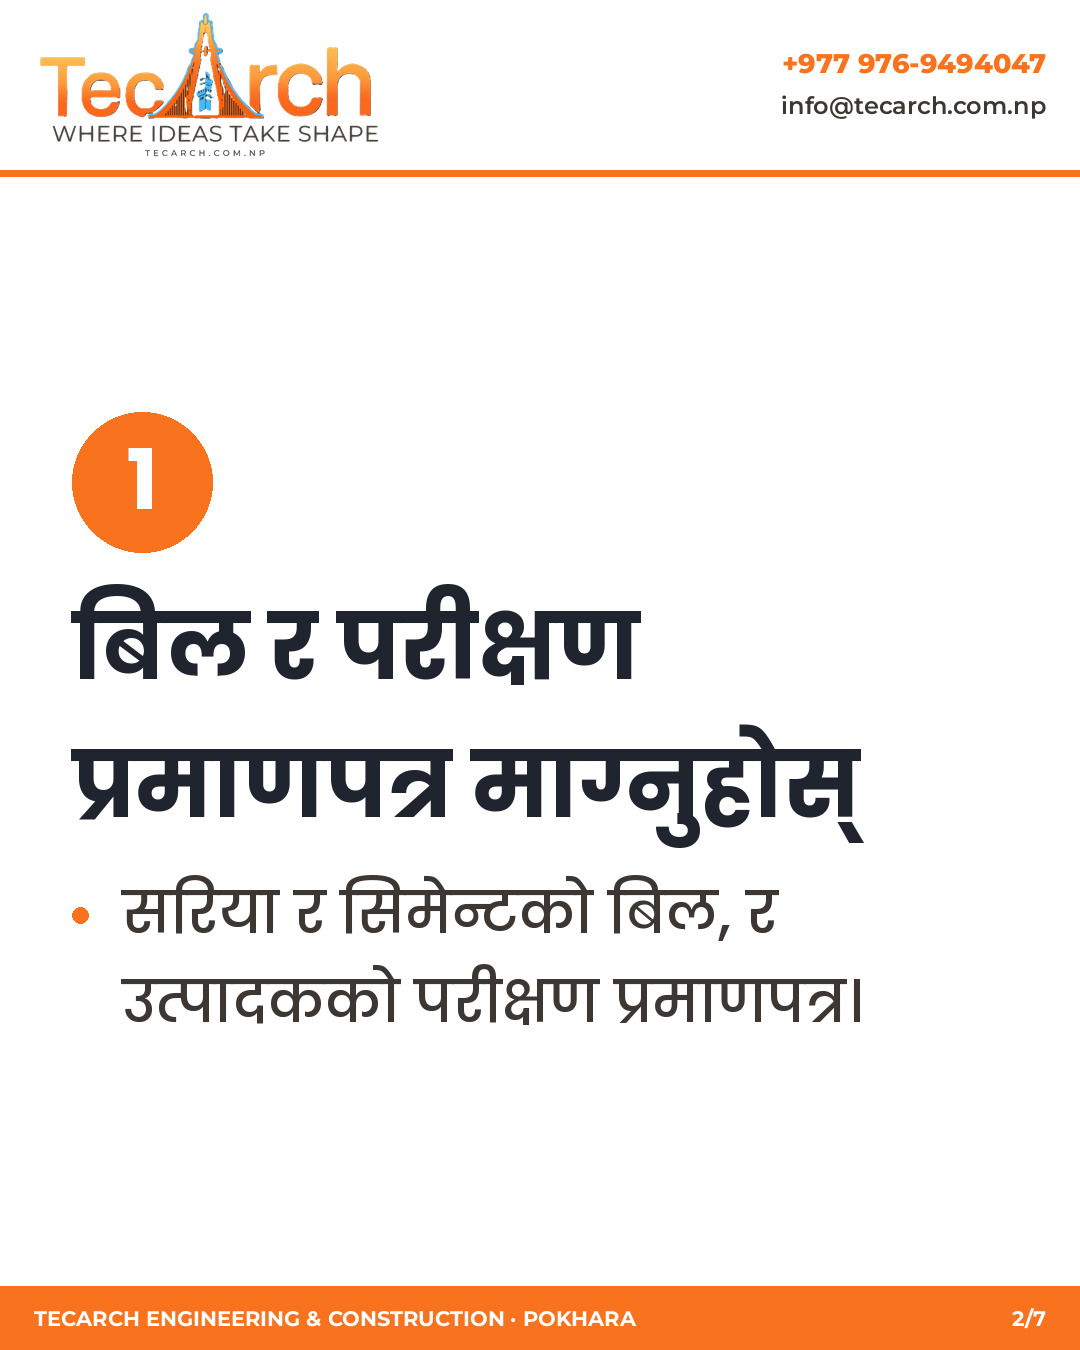 TecArch
WHERE IDEAS TAKE SHAPE
TECARCH.COM.NP
+977 976-9494047
info@tecarch.com.np
1
बिल र परीक्षण
प्रमाणपत्र माग्नुहोस्
• सरिया र सिमेन्टको बिल, र
उत्पादकको परीक्षण प्रमाणपत्र।
TECARCH ENGINEERING & CONSTRUCTION · POKHARA
2/7